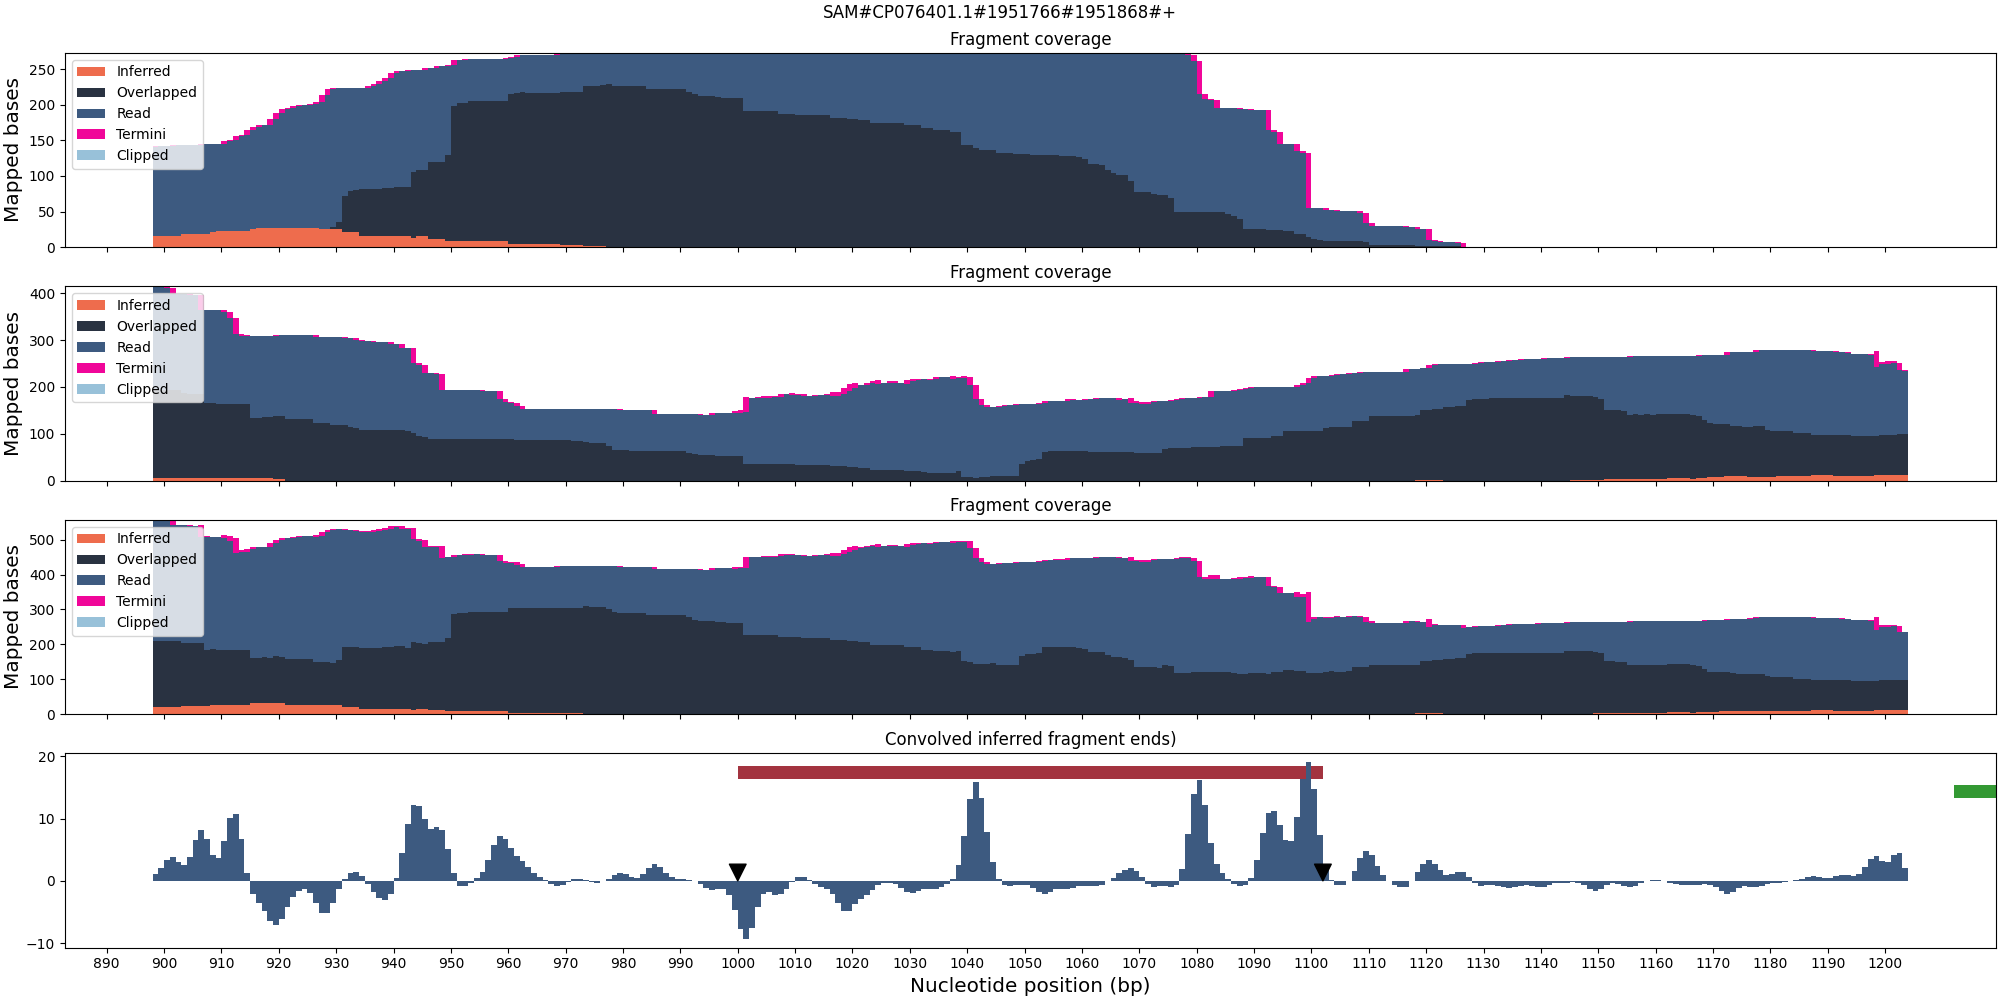 SAM#CP076401.1#1951766#1951868#+
Fragment coverage
Mapped bases
250
200
150
100
50
0
Inferred
Overlapped
Read
Termini
Clipped
Fragment coverage
Mapped bases
400
300
200
100
0
Inferred
Overlapped
Read
Termini
Clipped
Fragment coverage
Mapped bases
500
400
300
200
100
0
Inferred
Overlapped
Read
Termini
Clipped
Convolved inferred fragment ends)
20
10
0
−10
890 900 910 920 930 940 950 960 970 980 990 1000 1010 1020 1030 1040 1050 1060 1070 1080 1090 1100 1110 1120 1130 1140 1150 1160 1170 1180 1190 1200
Nucleotide position (bp)